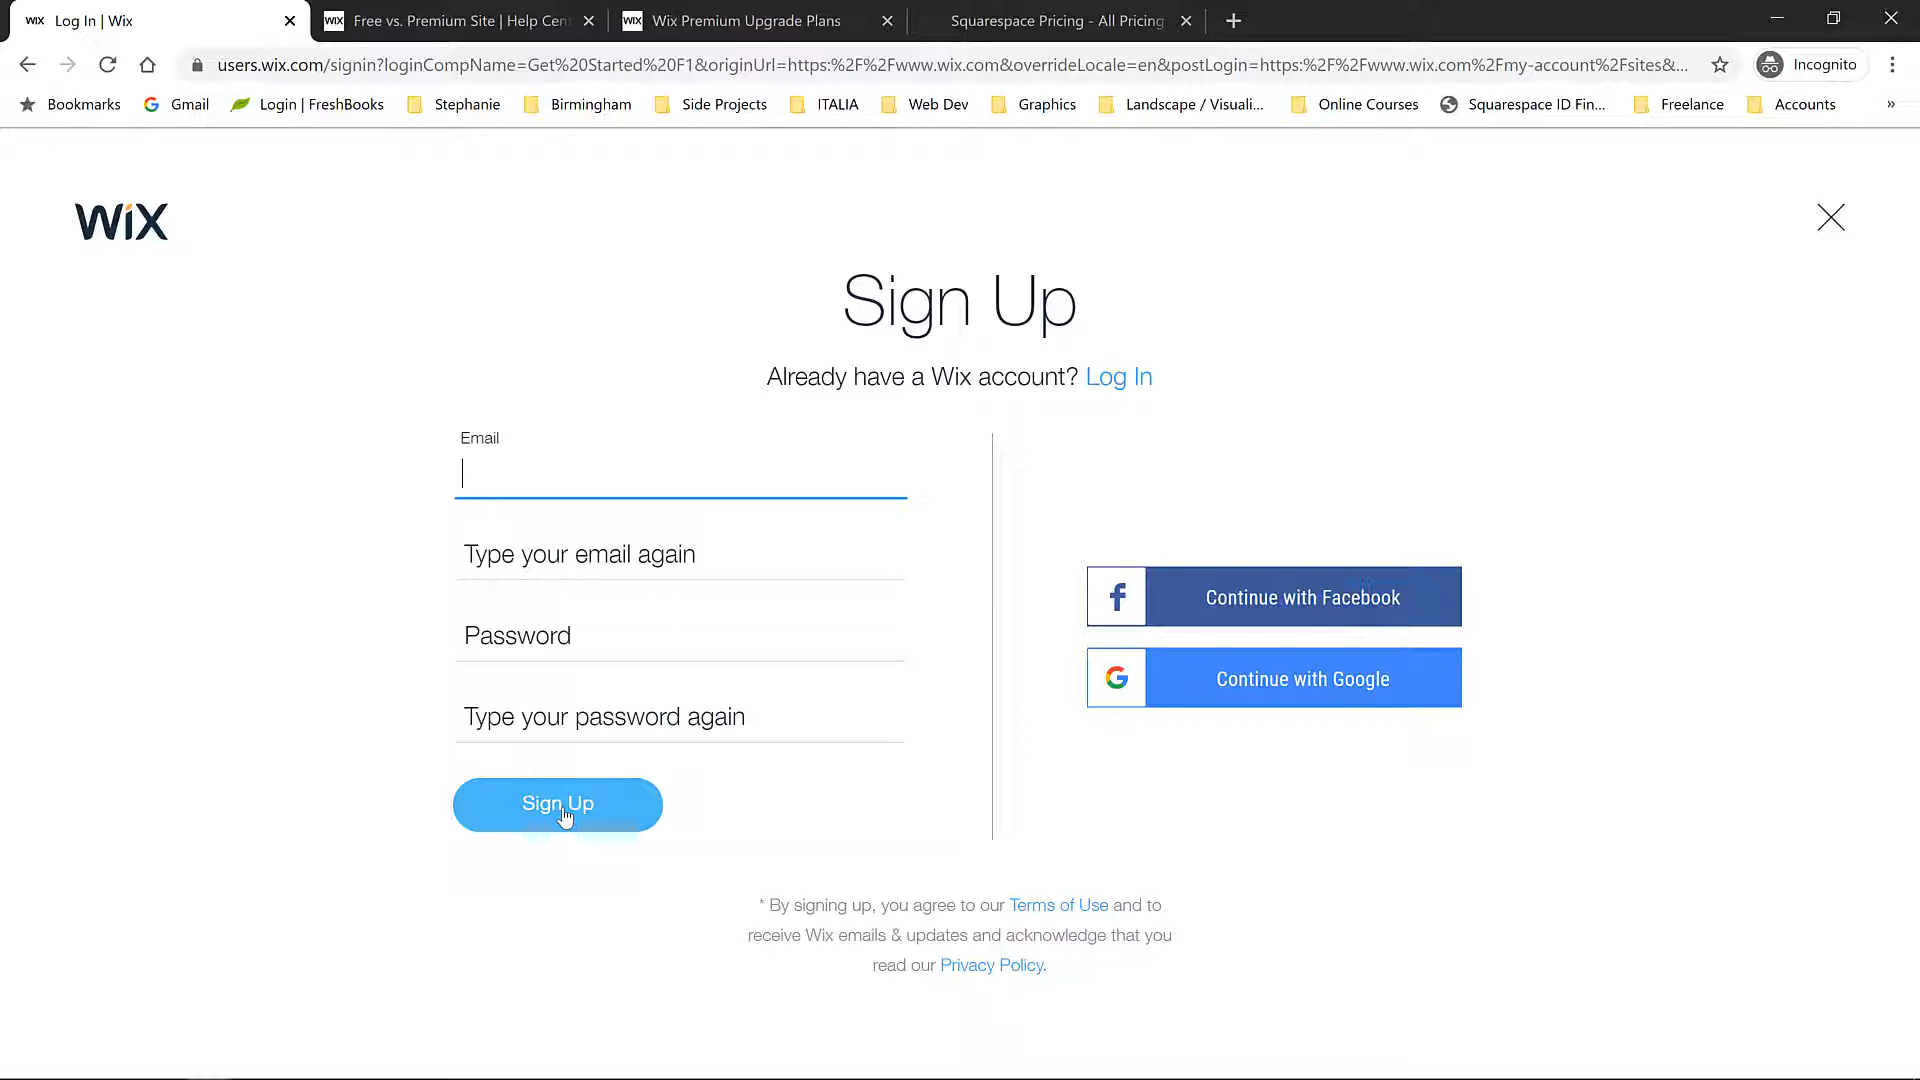 WIX Log In | Wix
WIX Free vs. Premium Site | Help Cen
WIX Wix Premium Upgrade Plans
Squarespace Pricing - All Pricing
users.wix.com/signin?loginCompName=Get%20Started%20F1&originUrl=https:%2F%2Fwww.wix.com&overrideLocale=en&postLogin=https:%2F%2Fwww.wix.com%2Fmy-account%2Fsites&...
Incognito
Bookmarks
Gmail
Login | FreshBooks
Stephanie
Birmingham
Side Projects
ITALIA
Web Dev
Graphics
Landscape / Visuali...
Online Courses
Squarespace ID Fin...
Freelance
Accounts
»
WiX
Sign Up
Already have a Wix account? Log In
Email
Type your email again
Password
Type your password again
Sign Up
f Continue with Facebook
G Continue with Google
* By signing up, you agree to our Terms of Use and to
receive Wix emails & updates and acknowledge that you
read our Privacy Policy.